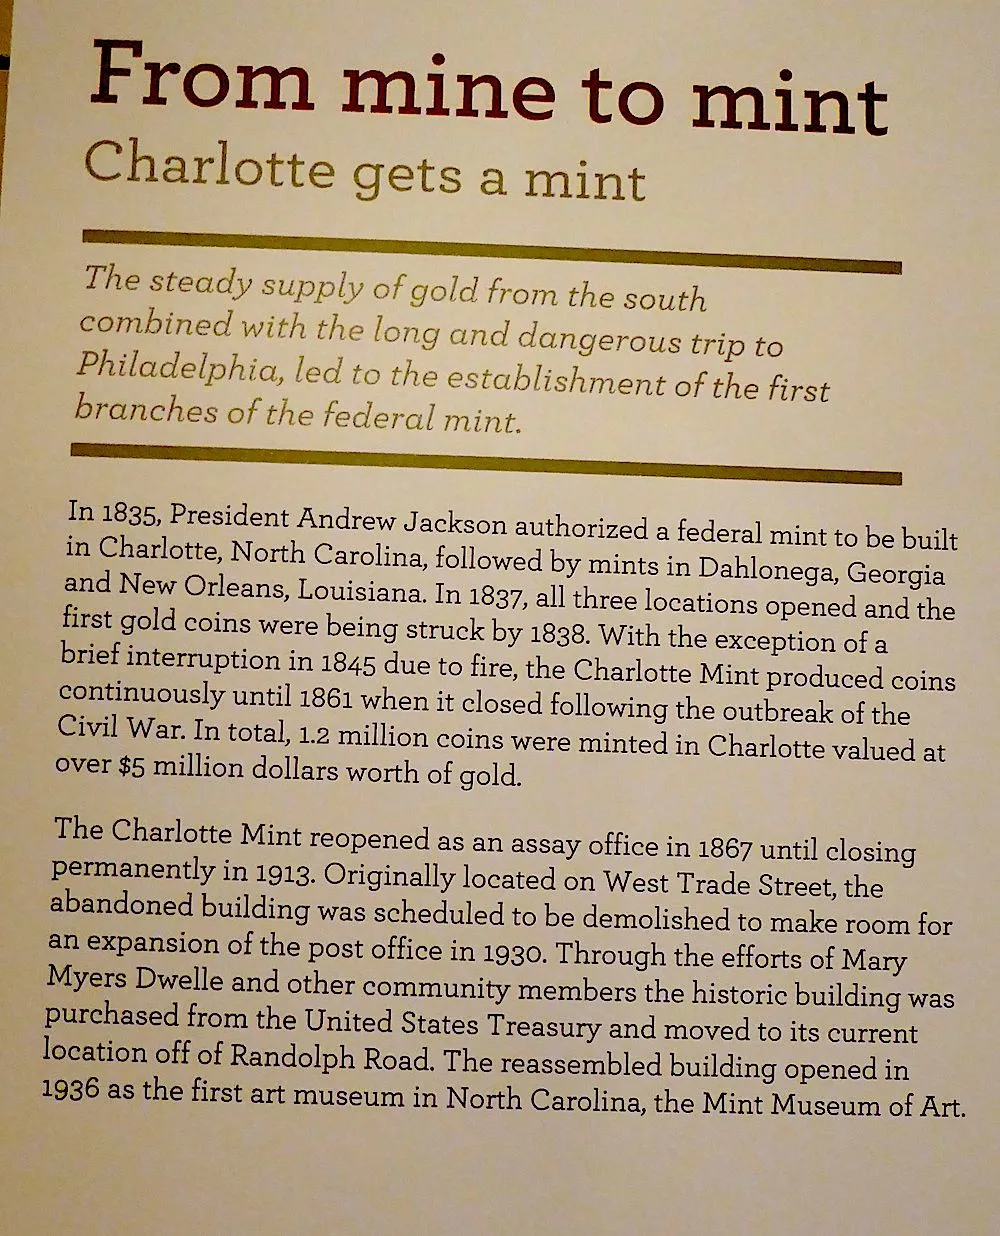 From mine to mint
Charlotte gets a mint
The steady supply of gold from the south
combined with the long and dangerous trip to
Philadelphia, led to the establishment of the first
branches of the federal mint.
In 1835, President Andrew Jackson authorized a federal mint to be built
in Charlotte, North Carolina, followed by mints in Dahlonega, Georgia
and New Orleans, Louisiana. In 1837, all three locations opened and the
first gold coins were being struck by 1838. With the exception of a
brief interruption in 1845 due to fire, the Charlotte Mint produced coins
continuously until 1861 when it closed following the outbreak of the
Civil War. In total, 1.2 million coins were minted in Charlotte valued at
over $5 million dollars worth of gold.
The Charlotte Mint reopened as an assay office in 1867 until closing
permanently in 1913. Originally located on West Trade Street, the
abandoned building was scheduled to be demolished to make room for
an expansion of the post office in 1930. Through the efforts of Mary
Myers Dwelle and other community members the historic building was
purchased from the United States Treasury and moved to its current
location off of Randolph Road. The reassembled building opened in
1936 as the first art museum in North Carolina, the Mint Museum of Art.